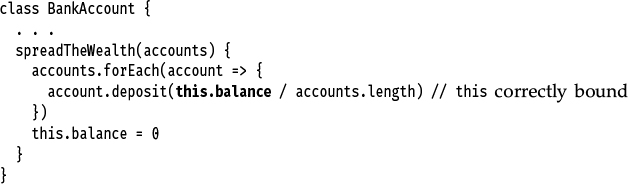 class BankAccount {
  . . .
  spreadTheWealth(accounts) {
    accounts.forEach(account => {
      account.deposit(this.balance / accounts.length) // this correctly bound
    })
    this.balance = 0
  }
}